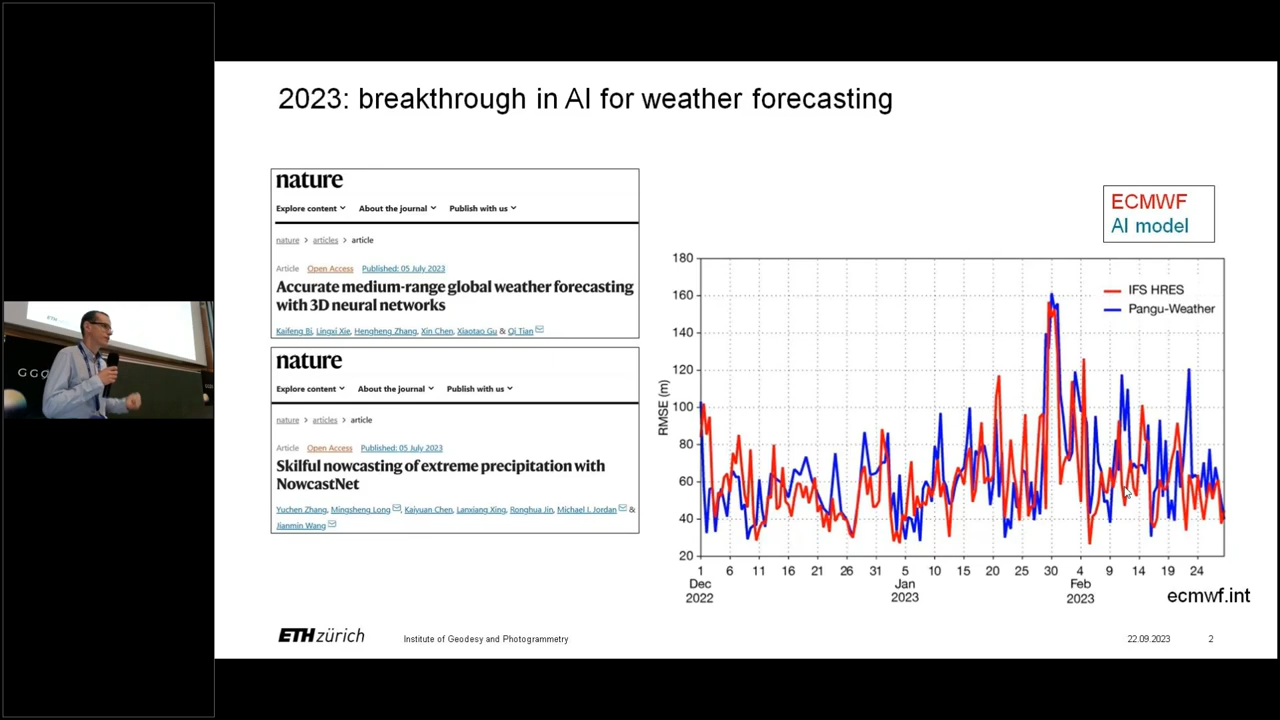 2023: breakthrough in AI for weather forecasting
nature
Explore content
About the journal
Publish with us
nature > articles > article
Article Open Access Published: 05 July 2023
Accurate medium-range global weather forecasting
with 3D neural networks
Kaifeng Bi, Lingxi Xie, Hengheng Zhang, Xin Chen, Xiaotao Gu & Qi Tian
nature
Explore content
About the journal
Publish with us
nature > articles > article
Article Open Access Published: 05 July 2023
Skilful nowcasting of extreme precipitation with
NowcastNet
Yuchen Zhang, Mingsheng Long, Kaiyuan Chen, Lanxiang Xing, Ronghua Jin, Michael I. Jordan &
Jianmin Wang
ECMWF
AI model
IFS HRES
Pangu-Weather
RMSE (m)
180
160
140
120
100
80
60
40
20
1 6 11 16 21 26 31 5 10 15 20 25 30 4 9 14 19 24
Dec Jan Feb
2022 2023 2023
ecmwf.int
ETH zürich
Institute of Geodesy and Photogrammetry
22.09.2023
2